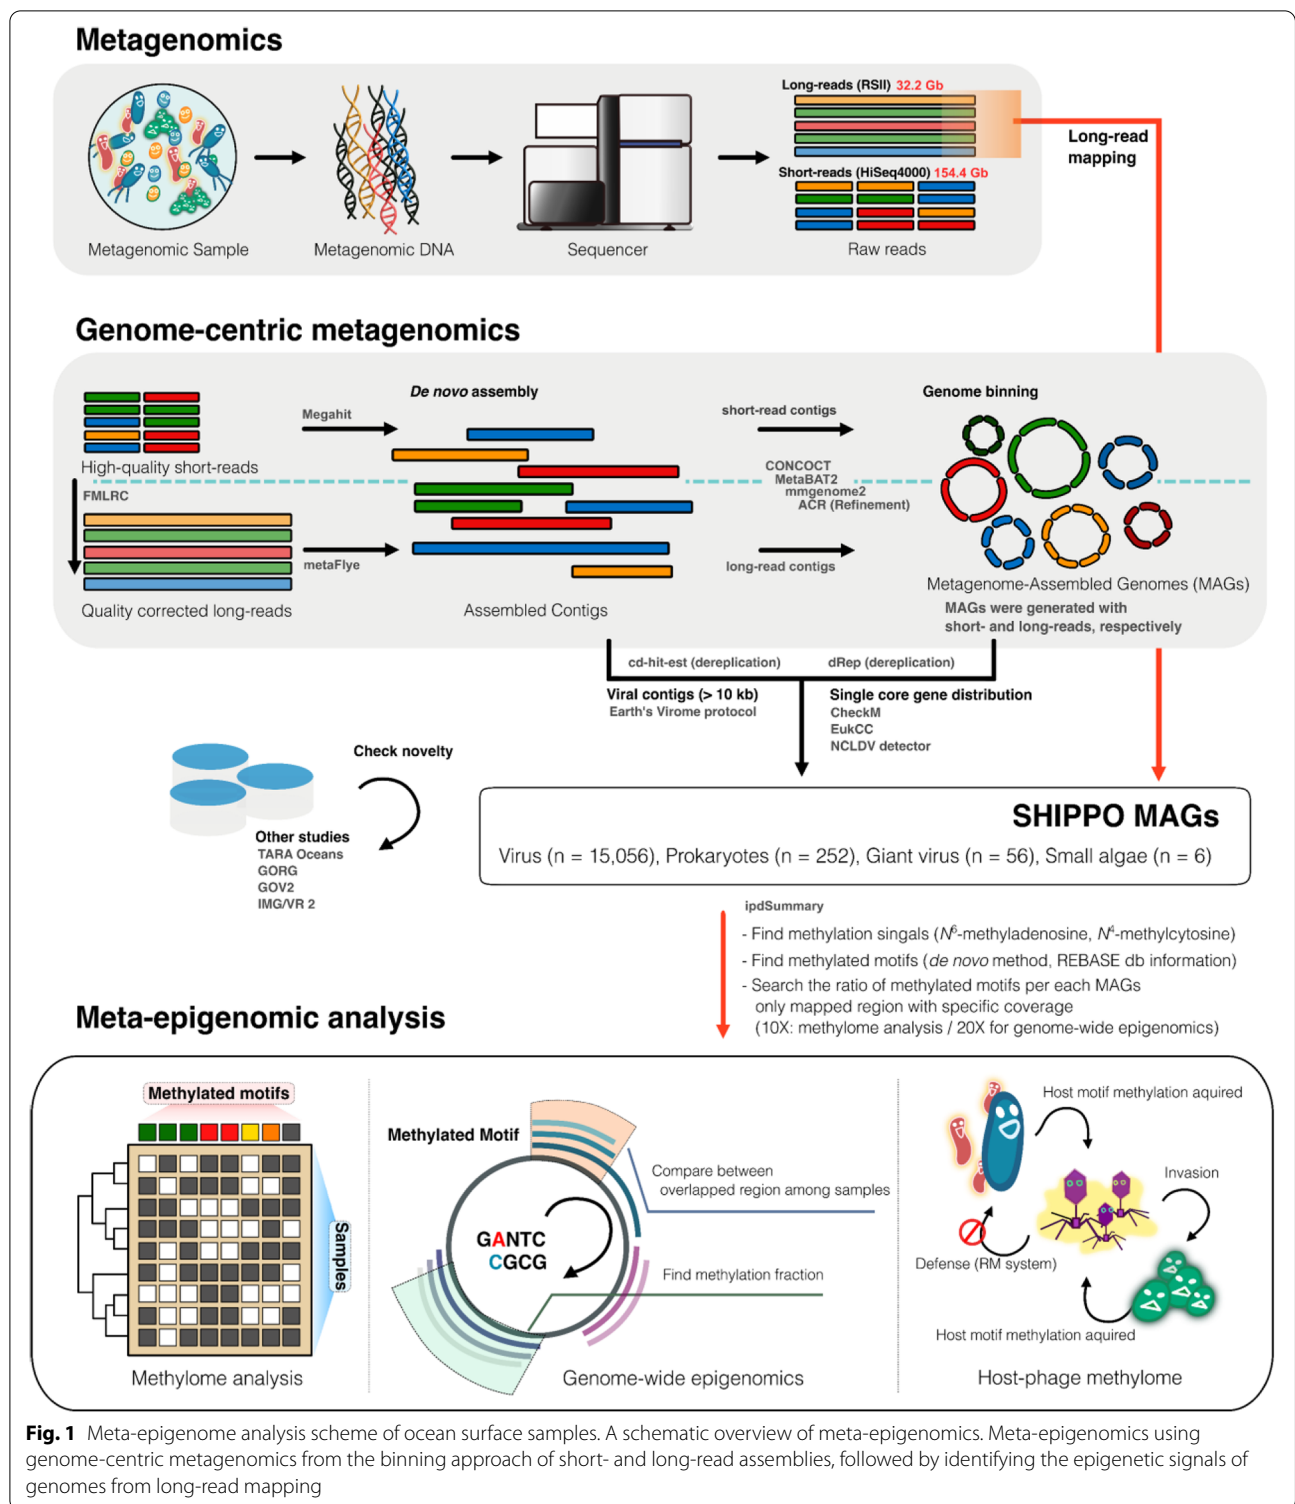 Metagenomics
Long-reads (RSII) 32.2 Gb
Long-read
mapping
Short-reads (HiSeq4000) 154.4 Gb
Metagenomic Sample
Metagenomic DNA
Sequencer
Raw reads
Genome-centric metagenomics
De novo assembly
Genome binning
Megahit
short-read contigs
High-quality short-reads
CONCOCT
MetaBAT2
mmgenome2
ACR (Refinement)
FMLRC
metaFlye
long-read contigs
Quality corrected long-reads
Assembled Contigs
Metagenome-Assembled Genomes (MAGs)
MAGs were generated with
short- and long-reads, respectively
cd-hit-est (dereplication)
dRep (dereplication)
Viral contigs (> 10 kb)
Earth's Virome protocol
Single core gene distribution
CheckM
EukCC
NCLDV detector
Check novelty
Other studies
TARA Oceans
GORG
GOV2
IMG/VR 2
SHIPPO MAGs
Virus (n = 15,056), Prokaryotes (n = 252), Giant virus (n = 56), Small algae (n = 6)
ipdSummary
- Find methylation singals (N⁶-methyladenosine, N⁴-methylcytosine)
- Find methylated motifs (de novo method, REBASE db information)
- Search the ratio of methylated motifs per each MAGs
only mapped region with specific coverage
(10X: methylome analysis / 20X for genome-wide epigenomics)
Meta-epigenomic analysis
Methylated motifs
Samples
Methylome analysis
Methylated Motif
GANTC
CGCG
Compare between
overlapped region among samples
Find methylation fraction
Genome-wide epigenomics
Host motif methylation aquired
Invasion
Defense (RM system)
Host motif methylation aquired
Host-phage methylome
Fig. 1 Meta-epigenome analysis scheme of ocean surface samples. A schematic overview of meta-epigenomics. Meta-epigenomics using
genome-centric metagenomics from the binning approach of short- and long-read assemblies, followed by identifying the epigenetic signals of
genomes from long-read mapping